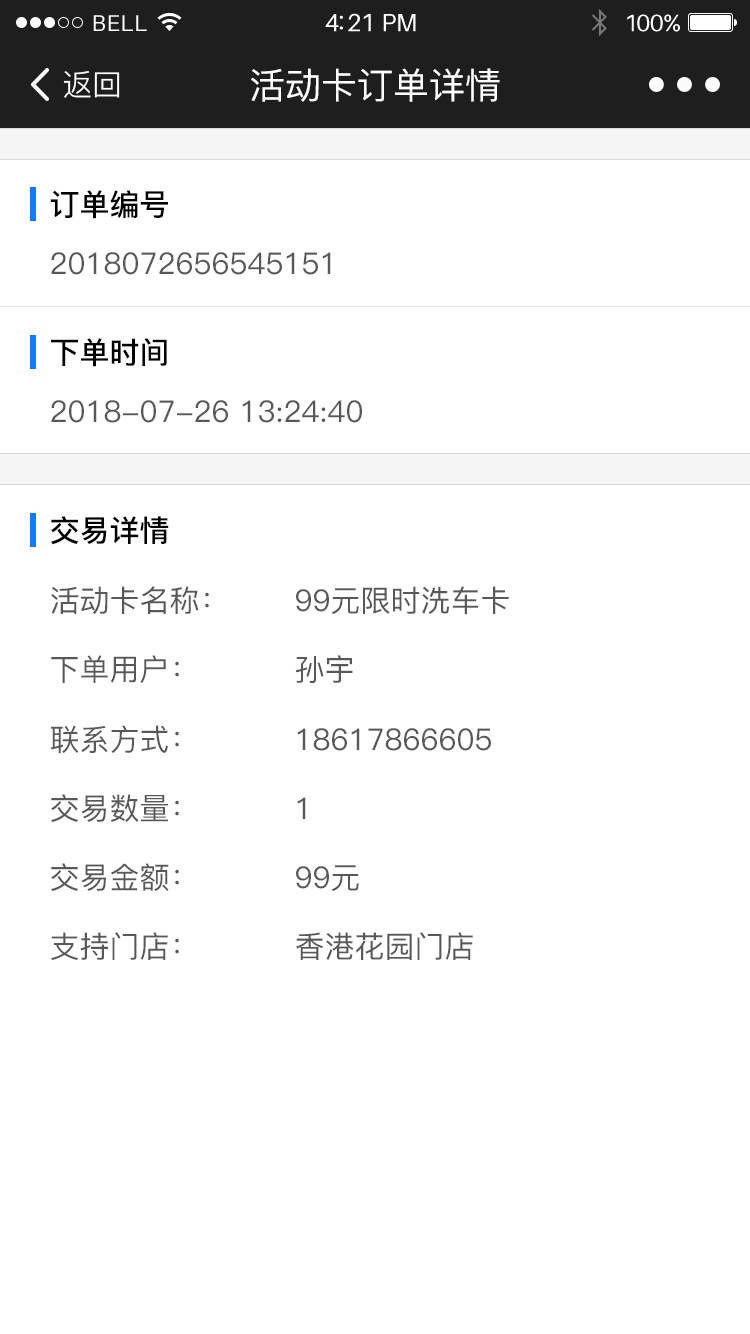 BELL 4:21 PM 100%
返回 活动卡订单详情
订单编号
2018072656545151
下单时间
2018-07-26 13:24:40
交易详情
活动卡名称： 99元限时洗车卡
下单用户： 孙宇
联系方式： 18617866605
交易数量： 1
交易金额： 99元
支持门店： 香港花园门店